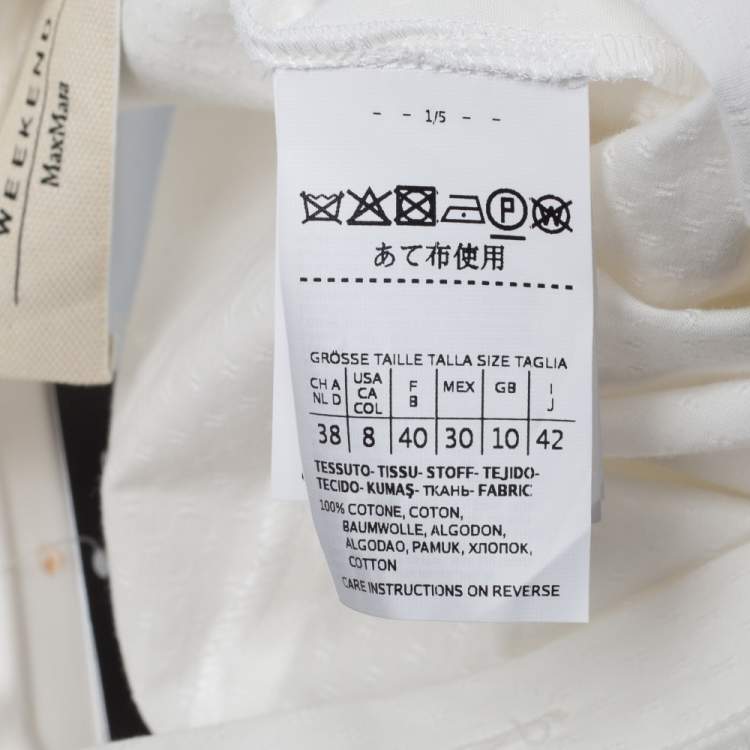 WEEKEND
MaxMara
- - 1/5 - -
P
W
あて布使用
GRÖSSE TAILLE TALLA SIZE TAGLIA
CH A NL D USA CA COL F B MEX GB I J
38 8 40 30 10 42
TESSUTO- TISSU- STOFF- TEJIDO-
TECIDO- KUMAŞ- ТКАНЬ- FABRIC
100% COTONE, COTON,
BAUMWOLLE, ALGODON,
ALGODAO, PAMUK, ХЛОПОК,
COTTON
CARE INSTRUCTIONS ON REVERSE